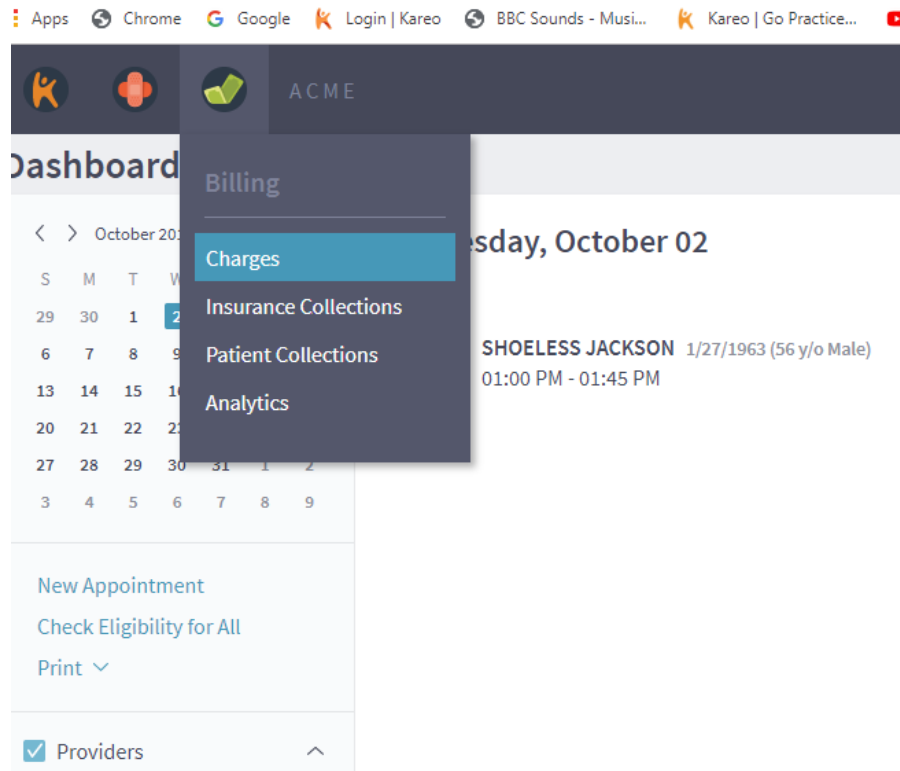 Apps Chrome Google Login | Kareo BBC Sounds - Musi... Kareo | Go Practice...
ACME
Dashboard
Billing
Charges
Insurance Collections
Patient Collections
Analytics
October 201
S M T W
29 30 1 2
6 7 8 9
13 14 15 16
20 21 22 23
27 28 29 30 31 1 2
3 4 5 6 7 8 9
New Appointment
Check Eligibility for All
Print
Providers
sday, October 02
SHOELESS JACKSON 1/27/1963 (56 y/o Male)
01:00 PM - 01:45 PM